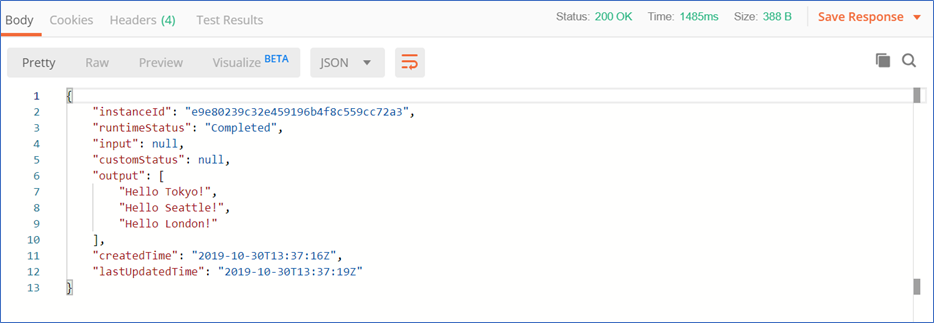 Body Cookies Headers (4) Test Results Status: 200 OK Time: 1485ms Size: 388 B Save Response
Pretty Raw Preview Visualize BETA JSON
1 {
2 "instanceId": "e9e80239c32e459196b4f8c559cc72a3",
3 "runtimeStatus": "Completed",
4 "input": null,
5 "customStatus": null,
6 "output": [
7 "Hello Tokyo!",
8 "Hello Seattle!",
9 "Hello London!"
10 ],
11 "createdTime": "2019-10-30T13:37:16Z",
12 "lastUpdatedTime": "2019-10-30T13:37:19Z"
13 }